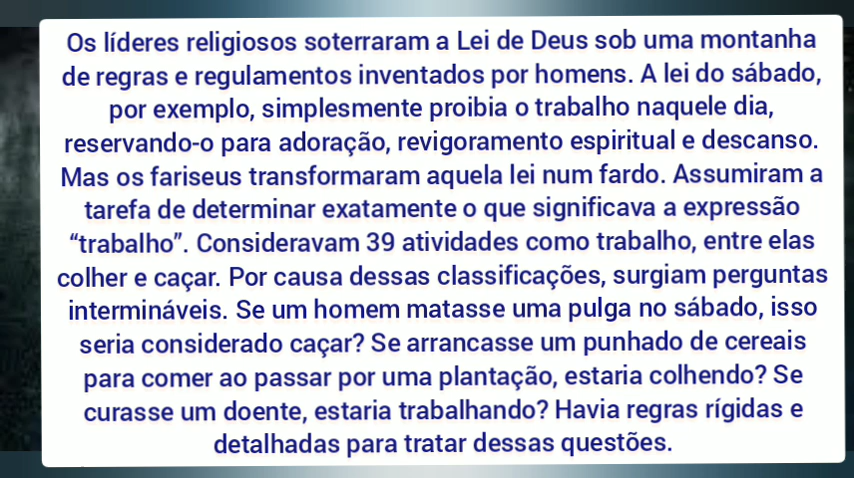 Os líderes religiosos soterraram a Lei de Deus sob uma montanha
de regras e regulamentos inventados por homens. A lei do sábado,
por exemplo, simplesmente proibia o trabalho naquele dia,
reservando-o para adoração, revigoramento espiritual e descanso.
Mas os fariseus transformaram aquela lei num fardo. Assumiram a
tarefa de determinar exatamente o que significava a expressão
“trabalho”. Consideravam 39 atividades como trabalho, entre elas
colher e caçar. Por causa dessas classificações, surgiam perguntas
intermináveis. Se um homem matasse uma pulga no sábado, isso
seria considerado caçar? Se arrancasse um punhado de cereais
para comer ao passar por uma plantação, estaria colhendo? Se
curasse um doente, estaria trabalhando? Havia regras rígidas e
detalhadas para tratar dessas questões.